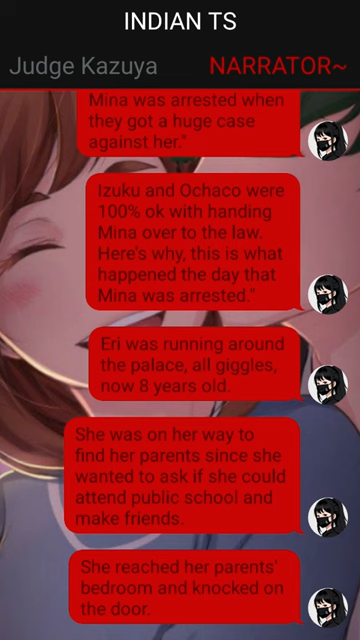 INDIAN TS
Judge Kazuya NARRATOR~
Mina was arrested when
they got a huge case
against her."
Izuku and Ochaco were
100% ok with handing
Mina over to the law.
Here's why, this is what
happened the day that
Mina was arrested."
Eri was running around
the palace, all giggles,
now 8 years old.
She was on her way to
find her parents since she
wanted to ask if she could
attend public school and
make friends.
She reached her parents'
bedroom and knocked on
the door.